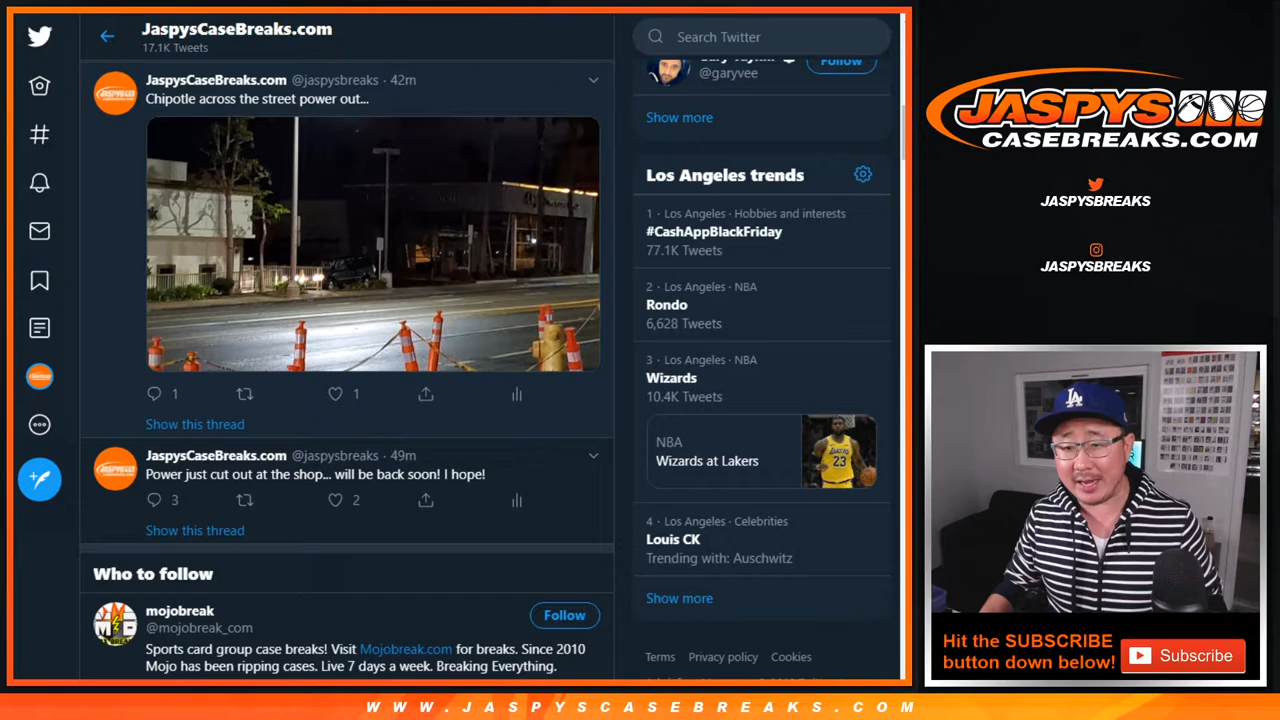 JaspysCaseBreaks.com
17.1K Tweets
JaspysCaseBreaks.com @jaspysbreaks · 42m
Chipotle across the street power out...
1
1
Show this thread
JaspysCaseBreaks.com @jaspysbreaks · 49m
Power just cut out at the shop... will be back soon! I hope!
3
2
Show this thread
Who to follow
mojobreak
@mojobreak_com
Follow
Sports card group case breaks! Visit Mojobreak.com for breaks. Since 2010
Mojo has been ripping cases. Live 7 days a week. Breaking Everything.
Search Twitter
@garyvee
Follow
Show more
Los Angeles trends
1 · Los Angeles · Hobbies and interests
#CashAppBlackFriday
77.1K Tweets
2 · Los Angeles · NBA
Rondo
6,628 Tweets
3 · Los Angeles · NBA
Wizards
10.4K Tweets
NBA
Wizards at Lakers
23
4 · Los Angeles · Celebrities
Louis CK
Trending with: Auschwitz
Show more
Terms Privacy policy Cookies
JASPYS
CASEBREAKS.COM
JASPYSBREAKS
JASPYSBREAKS
LA
Hit the SUBSCRIBE
button down below!
Subscribe
WWW.JASPYSCASEBREAKS.COM